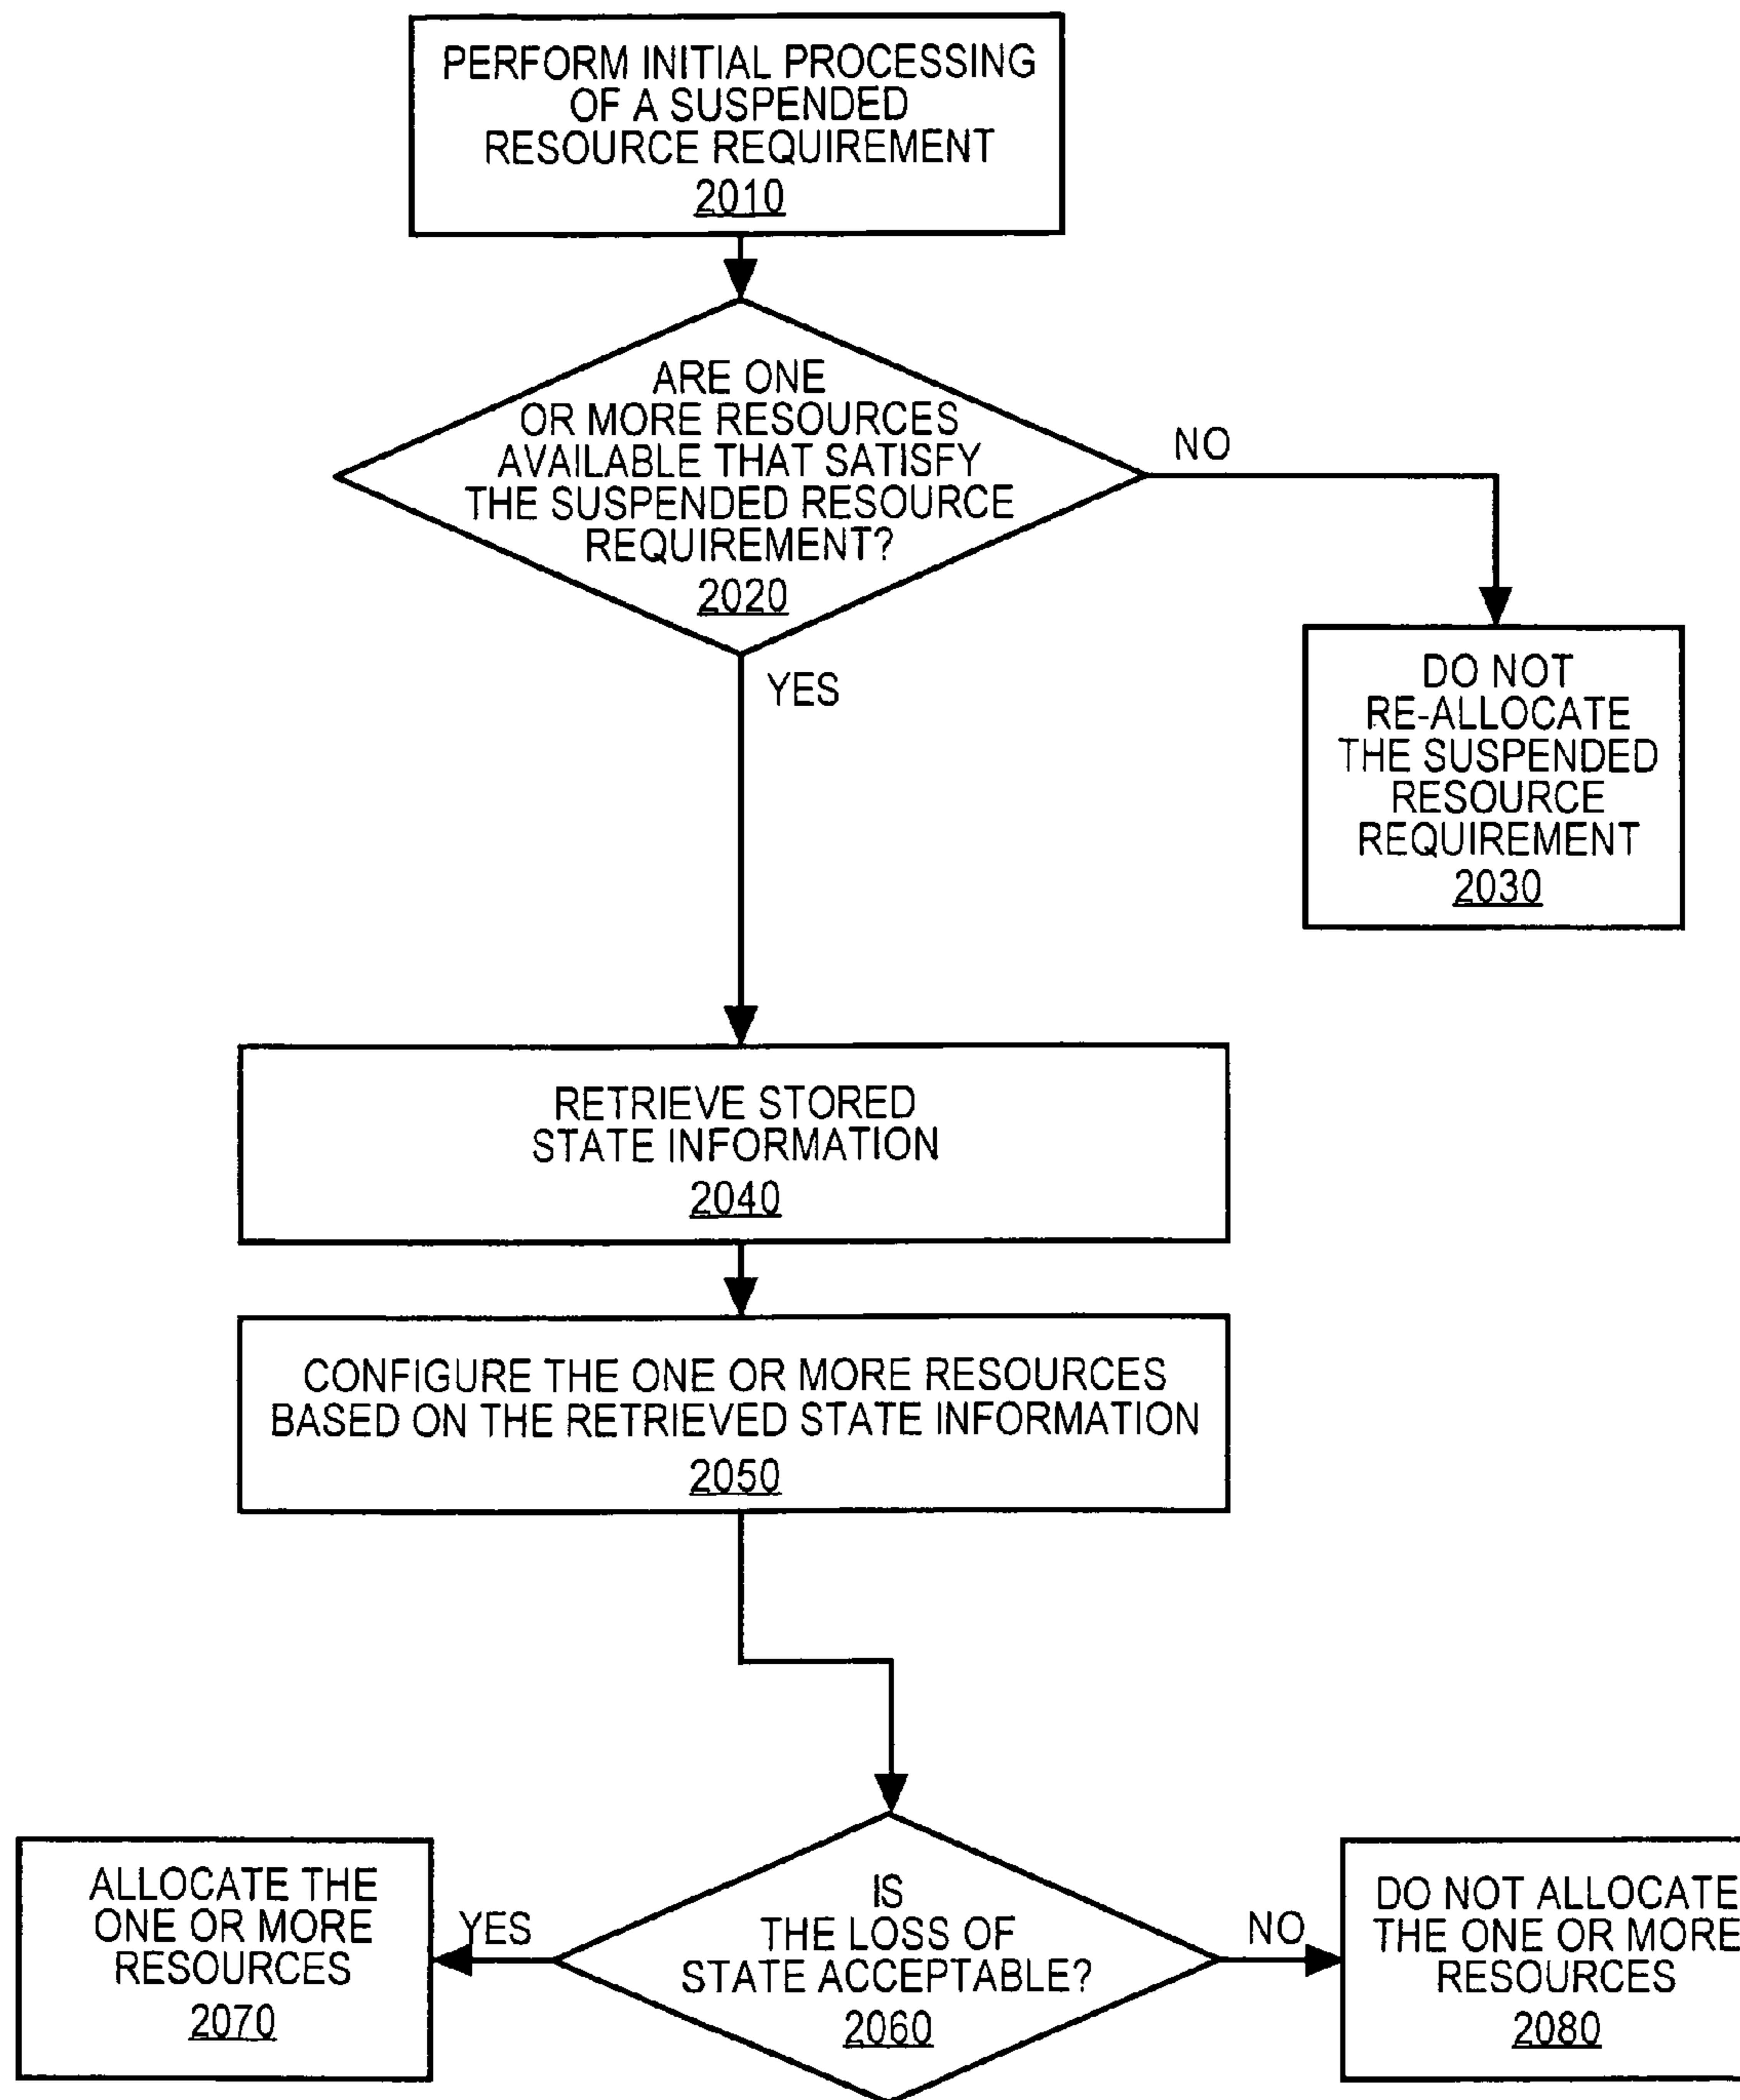 PERFORM INITIAL PROCESSING
OF A SUSPENDED
RESOURCE REQUIREMENT
2010
ARE ONE
OR MORE RESOURCES
AVAILABLE THAT SATISFY
THE SUSPENDED RESOURCE
REQUIREMENT?
2020
NO
YES
DO NOT
RE-ALLOCATE
THE SUSPENDED
RESOURCE
REQUIREMENT
2030
RETRIEVE STORED
STATE INFORMATION
2040
CONFIGURE THE ONE OR MORE RESOURCES
BASED ON THE RETRIEVED STATE INFORMATION
2050
ALLOCATE THE
ONE OR MORE
RESOURCES
2070
YES
IS
THE LOSS OF
STATE ACCEPTABLE?
2060
NO
DO NOT ALLOCATE
THE ONE OR MORE
RESOURCES
2080